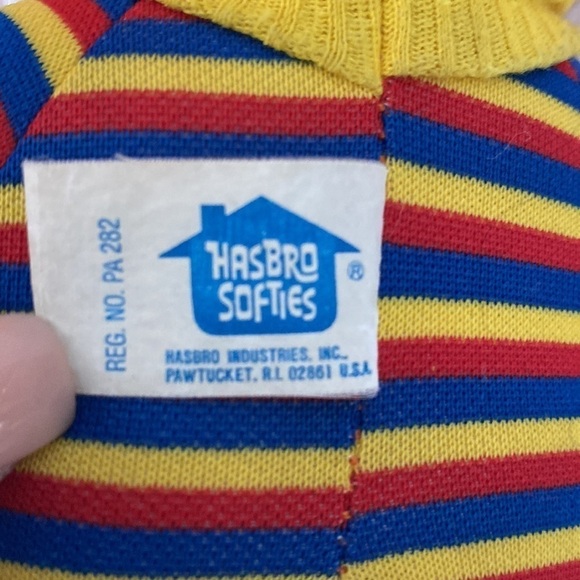 REG. NO. PA 282
HASBRO
SOFTIES
®
HASBRO INDUSTRIES, INC.,
PAWTUCKET, R.I. 02861 U.S.A.